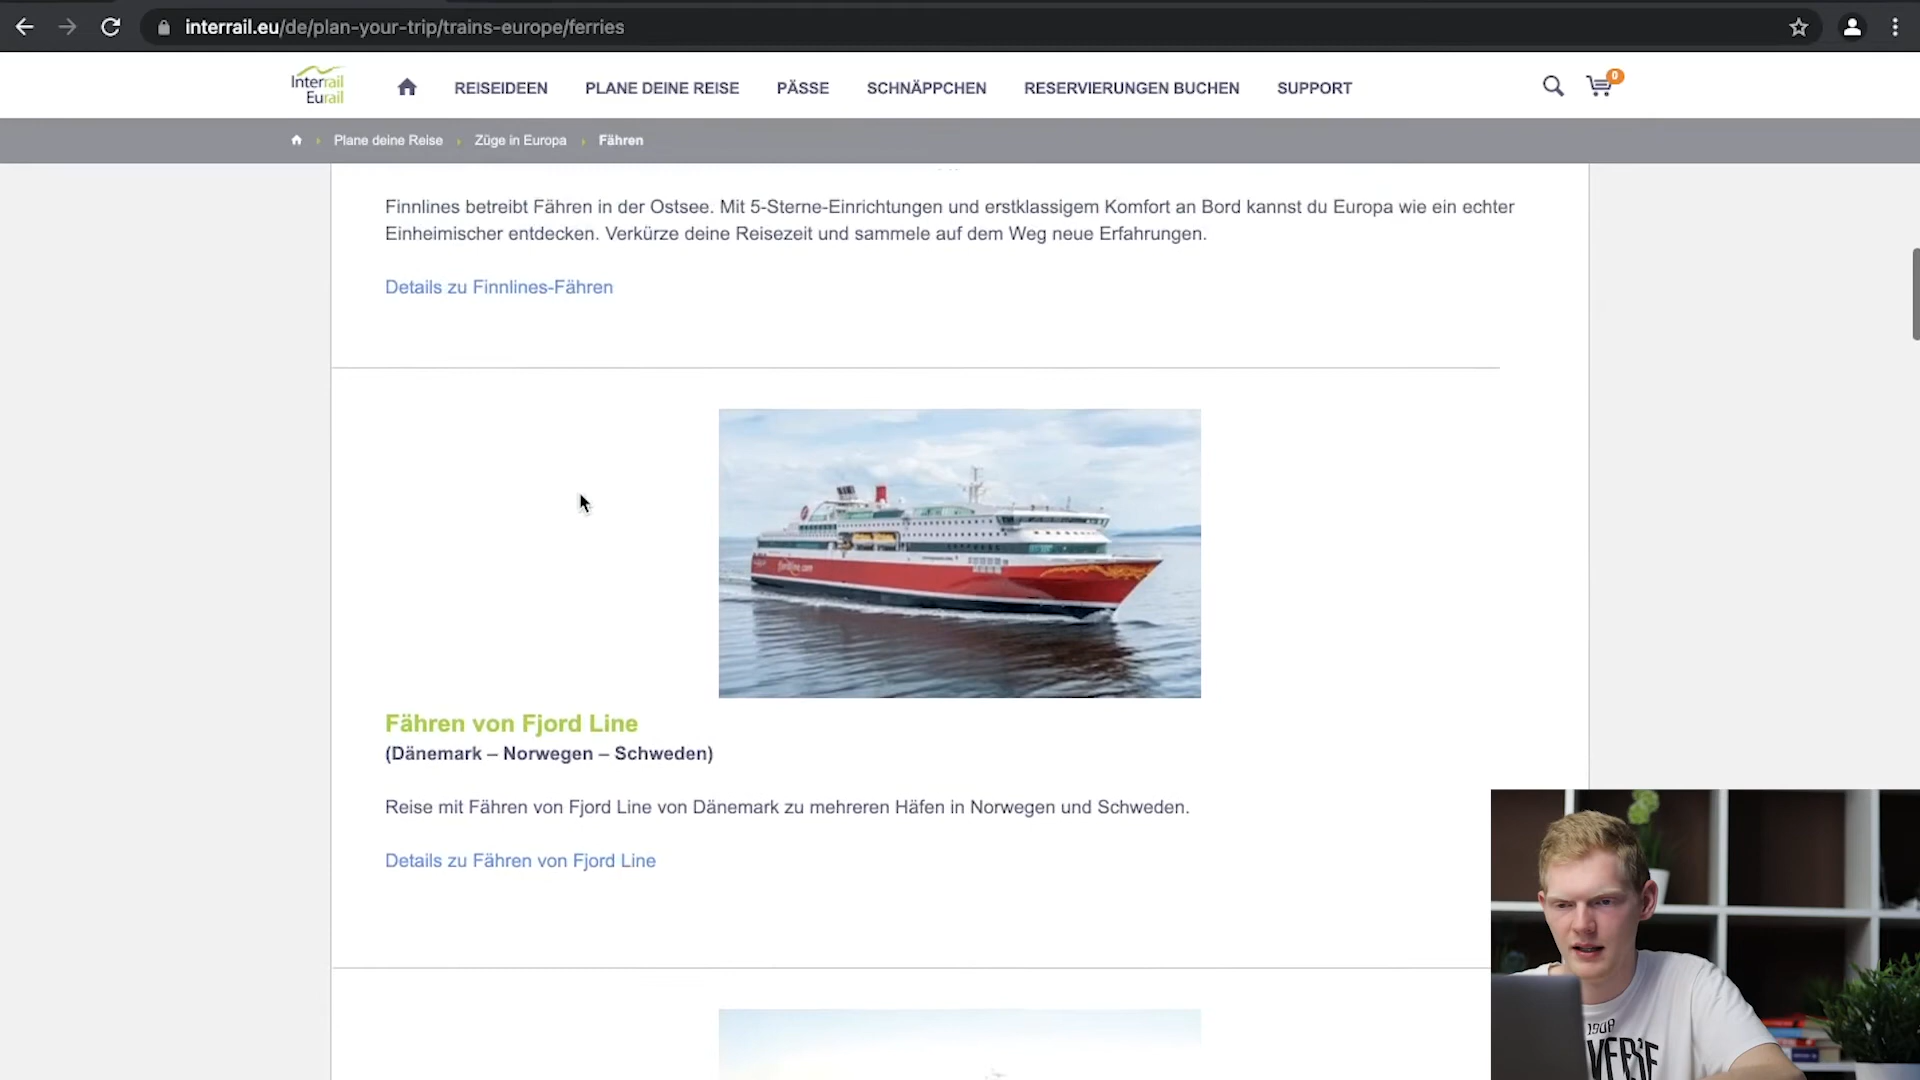 interrail.eu/de/plan-your-trip/trains-europe/ferries
Interrail
Eurail
REISEIDEEN
PLANE DEINE REISE
PÄSSE
SCHNÄPPCHEN
RESERVIERUNGEN BUCHEN
SUPPORT
0
Plane deine Reise
Züge in Europa
Fähren
Finnlines betreibt Fähren in der Ostsee. Mit 5-Sterne-Einrichtungen und erstklassigem Komfort an Bord kannst du Europa wie ein echter
Einheimischer entdecken. Verkürze deine Reisezeit und sammele auf dem Weg neue Erfahrungen.
Details zu Finnlines-Fähren
fjordline.com
Fähren von Fjord Line
(Dänemark – Norwegen – Schweden)
Reise mit Fähren von Fjord Line von Dänemark zu mehreren Häfen in Norwegen und Schweden.
Details zu Fähren von Fjord Line
1908